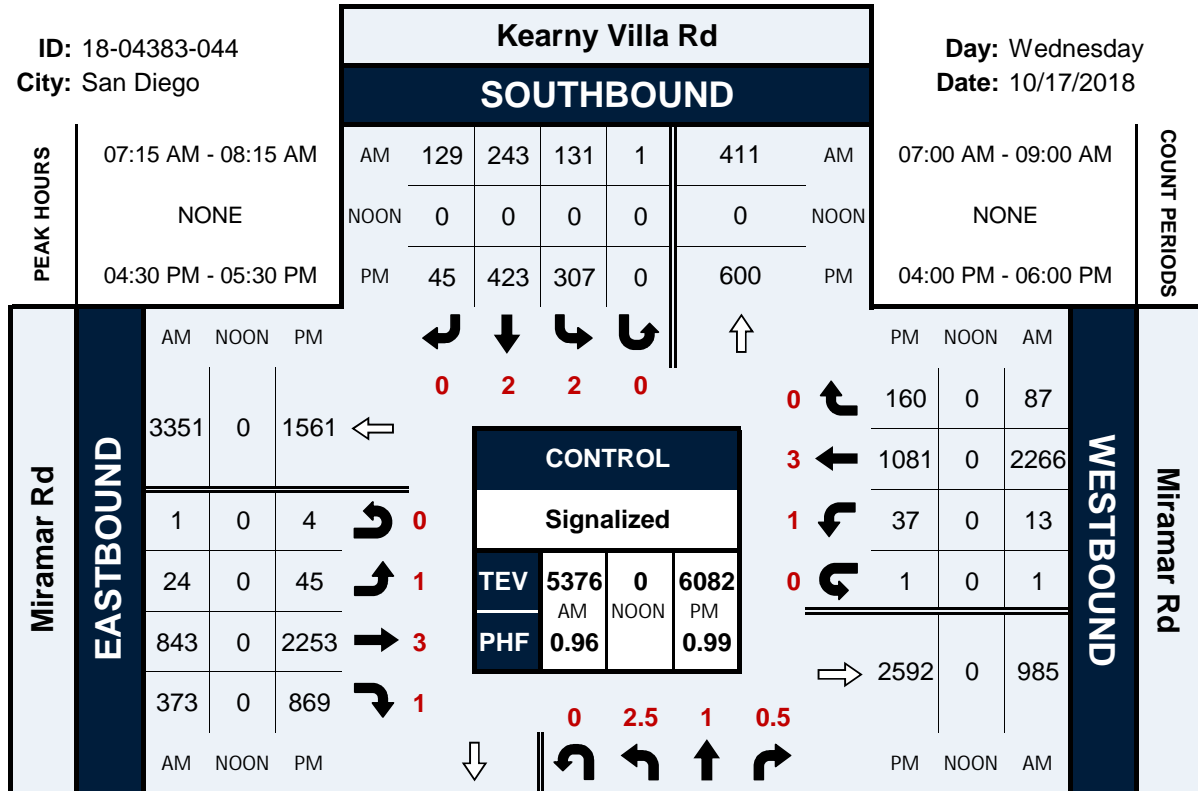 ID: 18-04383-044
City: San Diego
Kearny Villa Rd
SOUTHBOUND
Day: Wednesday
Date: 10/17/2018
PEAK HOURS
07:15 AM - 08:15 AM
NONE
04:30 PM - 05:30 PM
AM 129 243 131 1 411 AM
NOON 0 0 0 0 0 NOON
PM 45 423 307 0 600 PM
07:00 AM - 09:00 AM
NONE
04:00 PM - 06:00 PM
COUNT PERIODS
0 2 2 0
Miramar Rd
EASTBOUND
AM NOON PM
3351 0 1561
1 0 4 0
24 0 45 1
843 0 2253 3
373 0 869 1
AM NOON PM
CONTROL
Signalized
TEV 5376 0 6082
AM NOON PM
PHF 0.96 0.99
PM NOON AM
0 160 0 87
3 1081 0 2266
1 37 0 13
0 1 0 1
2592 0 985
PM NOON AM
WESTBOUND
Miramar Rd
0 2.5 1 0.5